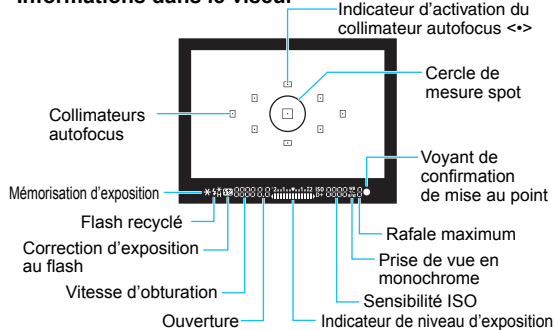 Informations dans le viseur
Indicateur d'activation du
collimateur autofocus <•>
Cercle de
mesure spot
Collimateurs
autofocus
Voyant de
confirmation
de mise au point
Mémorisation d'exposition
Flash recyclé
Rafale maximum
Correction d'exposition
au flash
Prise de vue en
monochrome
Vitesse d'obturation
Sensibilité ISO
Ouverture
Indicateur de niveau d'exposition